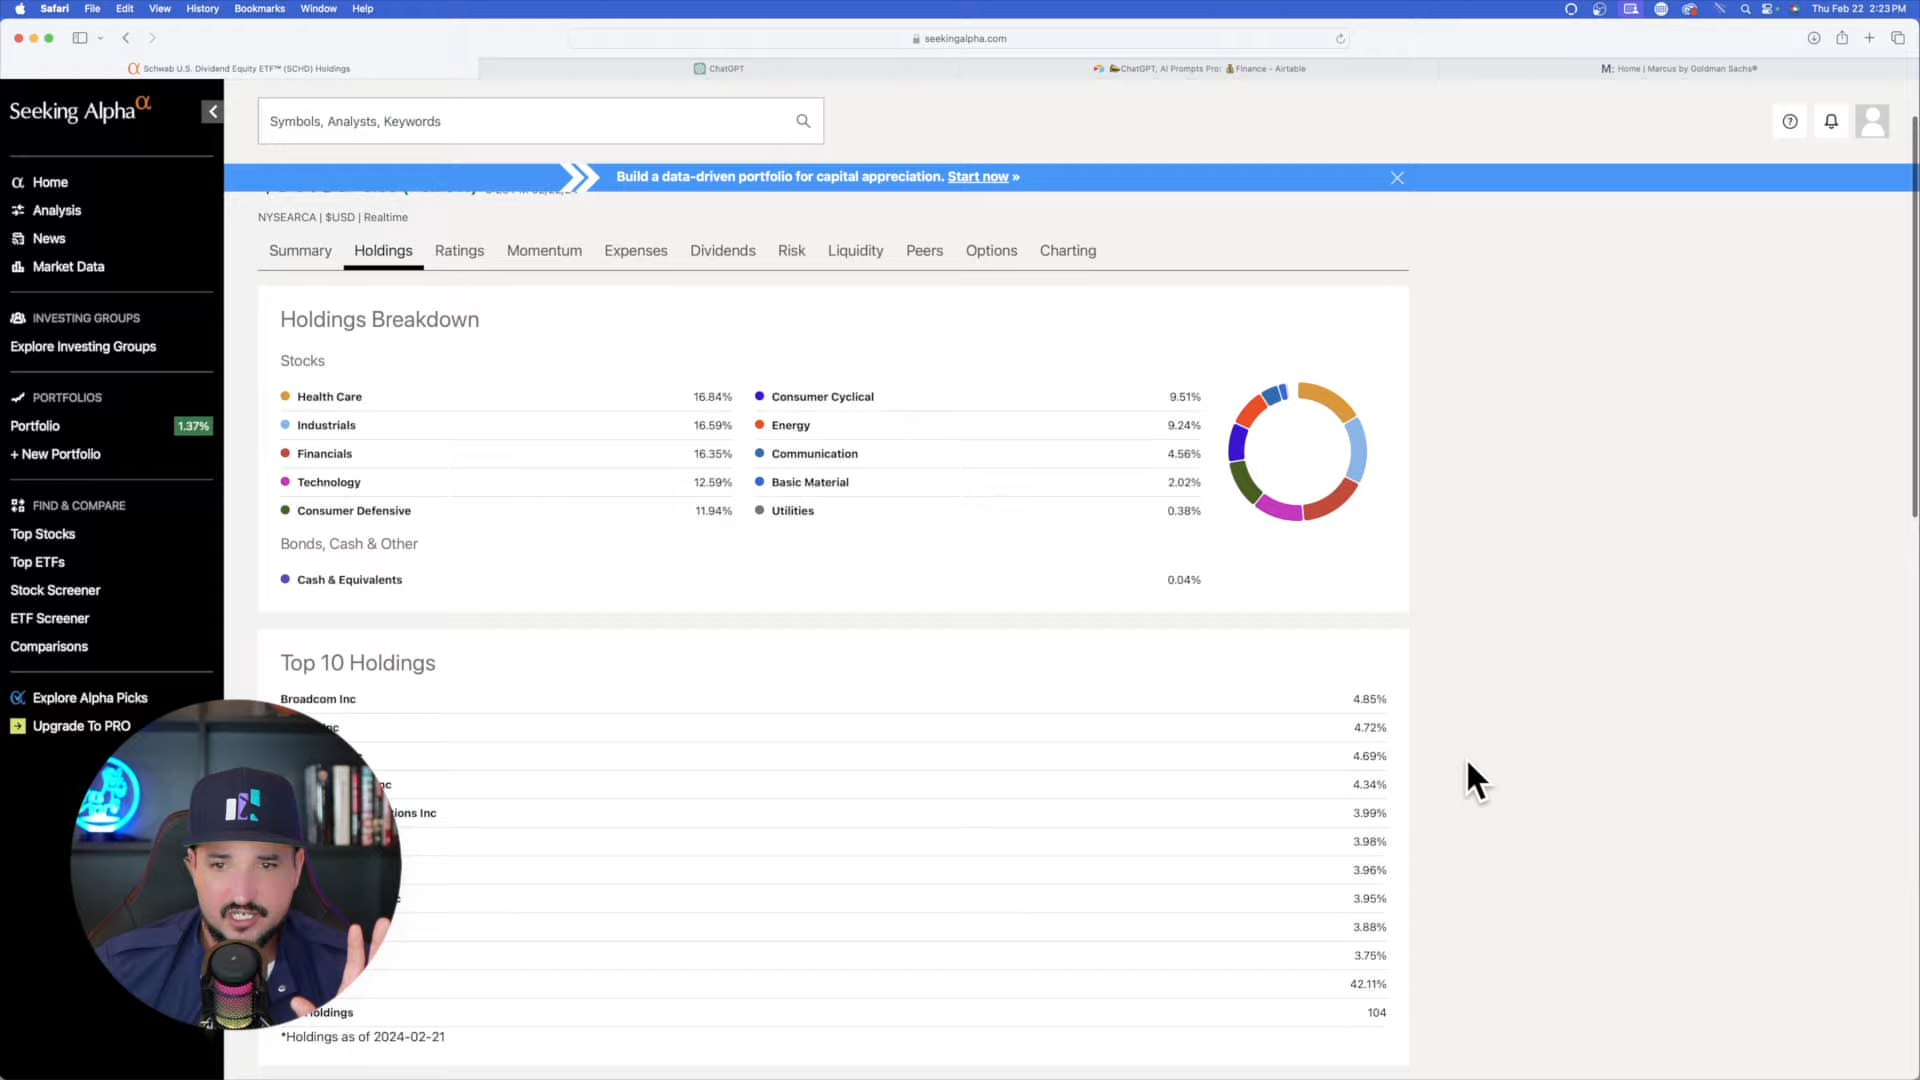 Safari File Edit View History Bookmarks Window Help Thu Feb 22 2:23 PM
seekingalpha.com
Schwab U.S. Dividend Equity ETF™ (SCHD) Holdings ChatGPT ChatGPT, AI Prompts Pro: 💰 Finance - Airtable M: Home | Marcus by Goldman Sachs®
Seeking Alpha α
Symbols, Analysts, Keywords
Build a data-driven portfolio for capital appreciation. Start now »
NYSEARCA | $USD | Realtime
Summary Holdings Ratings Momentum Expenses Dividends Risk Liquidity Peers Options Charting
Home
Analysis
News
Market Data
INVESTING GROUPS
Explore Investing Groups
PORTFOLIOS
Portfolio 1.37%
+ New Portfolio
FIND & COMPARE
Top Stocks
Top ETFs
Stock Screener
ETF Screener
Comparisons
Explore Alpha Picks
Upgrade To PRO
Holdings Breakdown
Stocks
Health Care 16.84% Consumer Cyclical 9.51%
Industrials 16.59% Energy 9.24%
Financials 16.35% Communication 4.56%
Technology 12.59% Basic Material 2.02%
Consumer Defensive 11.94% Utilities 0.38%
Bonds, Cash & Other
Cash & Equivalents 0.04%
Top 10 Holdings
Broadcom Inc 4.85%
4.72%
4.69%
4.34%
Inc 3.99%
3.98%
3.96%
3.95%
3.88%
3.75%
42.11%
Holdings 104
*Holdings as of 2024-02-21